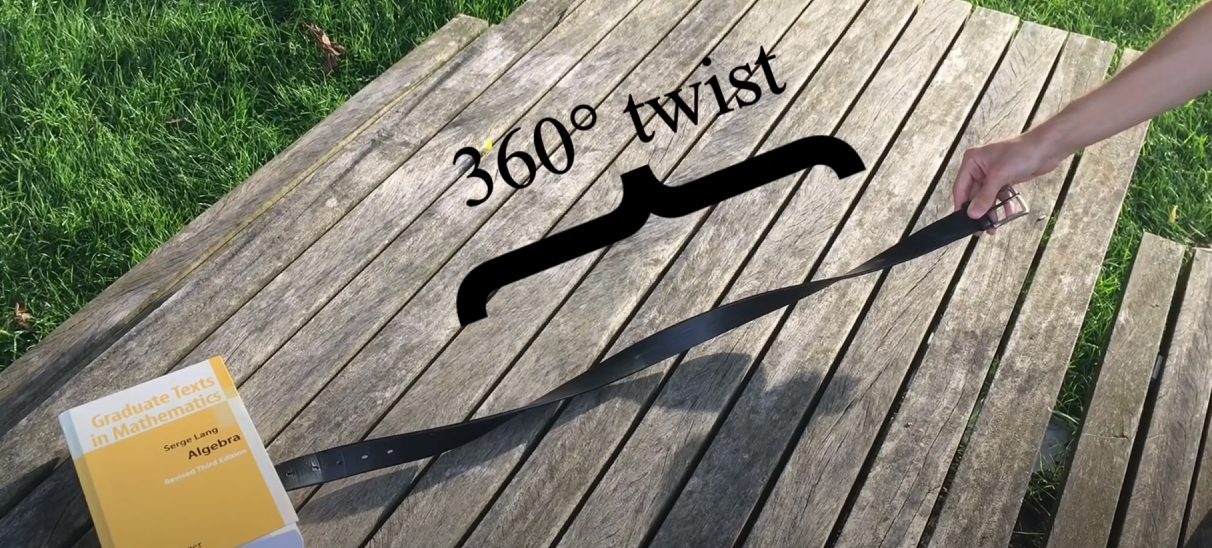 360° twist
Graduate Texts
in Mathematics
Serge Lang
Algebra
Revised Third Edition